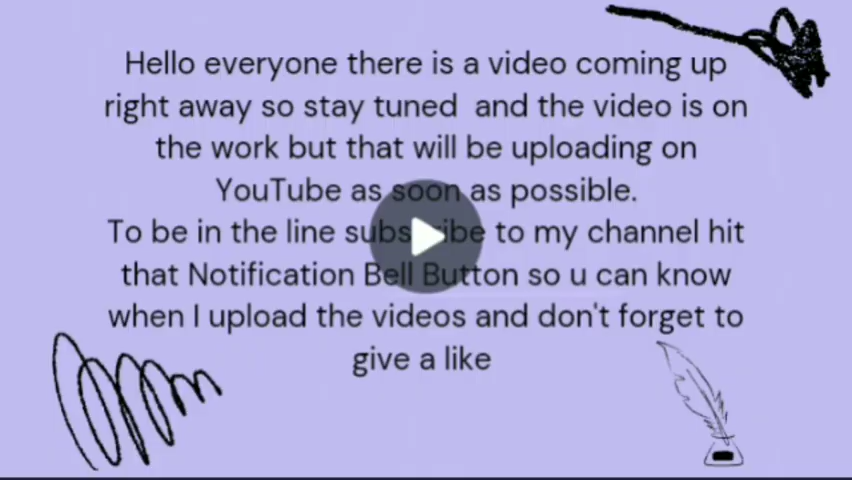 Hello everyone there is a video coming up
right away so stay tuned  and the video is on
the work but that will be uploading on
YouTube as soon as possible.
To be in the line subscribe to my channel hit
that Notification Bell Button so u can know
when I upload the videos and don't forget to
give a like